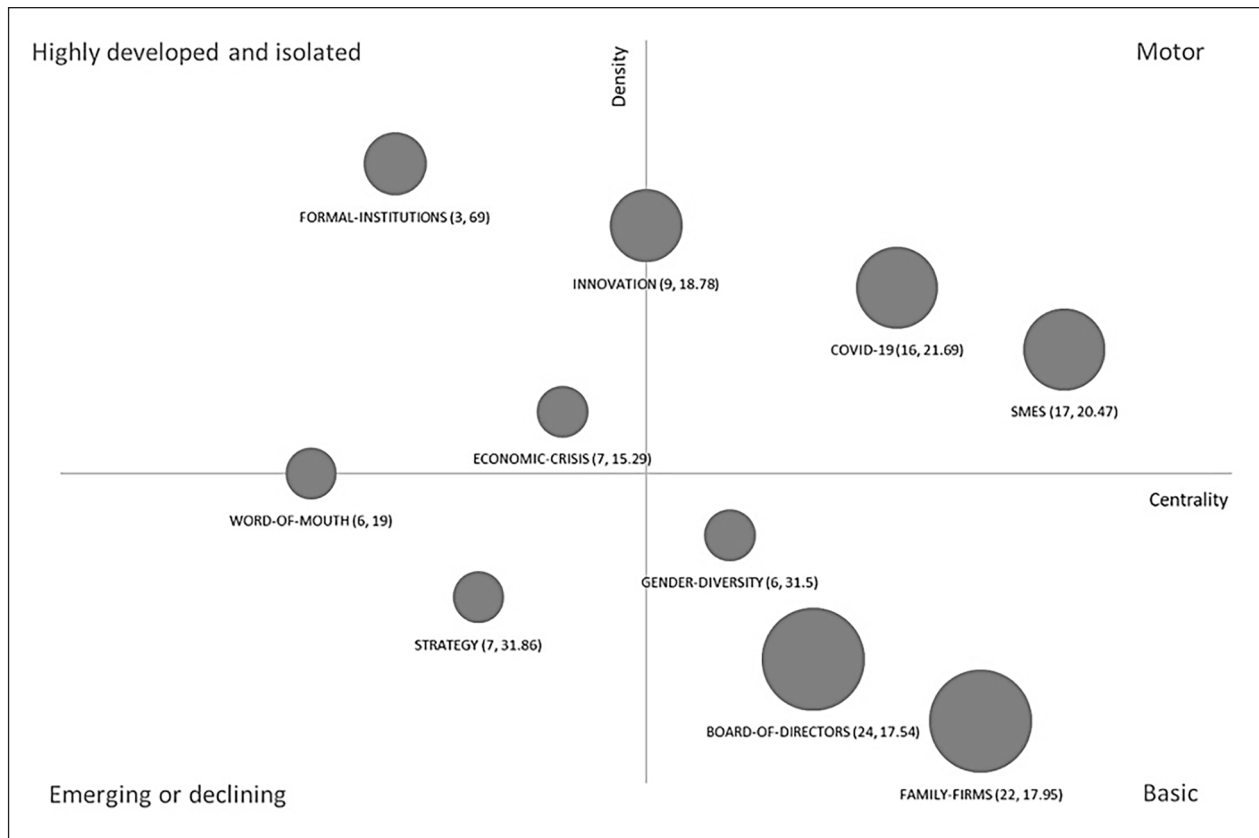 Highly developed and isolated
Motor
Density
FORMAL-INSTITUTIONS (3, 69)
INNOVATION (9, 18.78)
COVID-19 (16, 21.69)
SMES (17, 20.47)
ECONOMIC-CRISIS (7, 15.29)
Centrality
WORD-OF-MOUTH (6, 19)
GENDER-DIVERSITY (6, 31.5)
STRATEGY (7, 31.86)
BOARD-OF-DIRECTORS (24, 17.54)
FAMILY-FIRMS (22, 17.95)
Emerging or declining
Basic